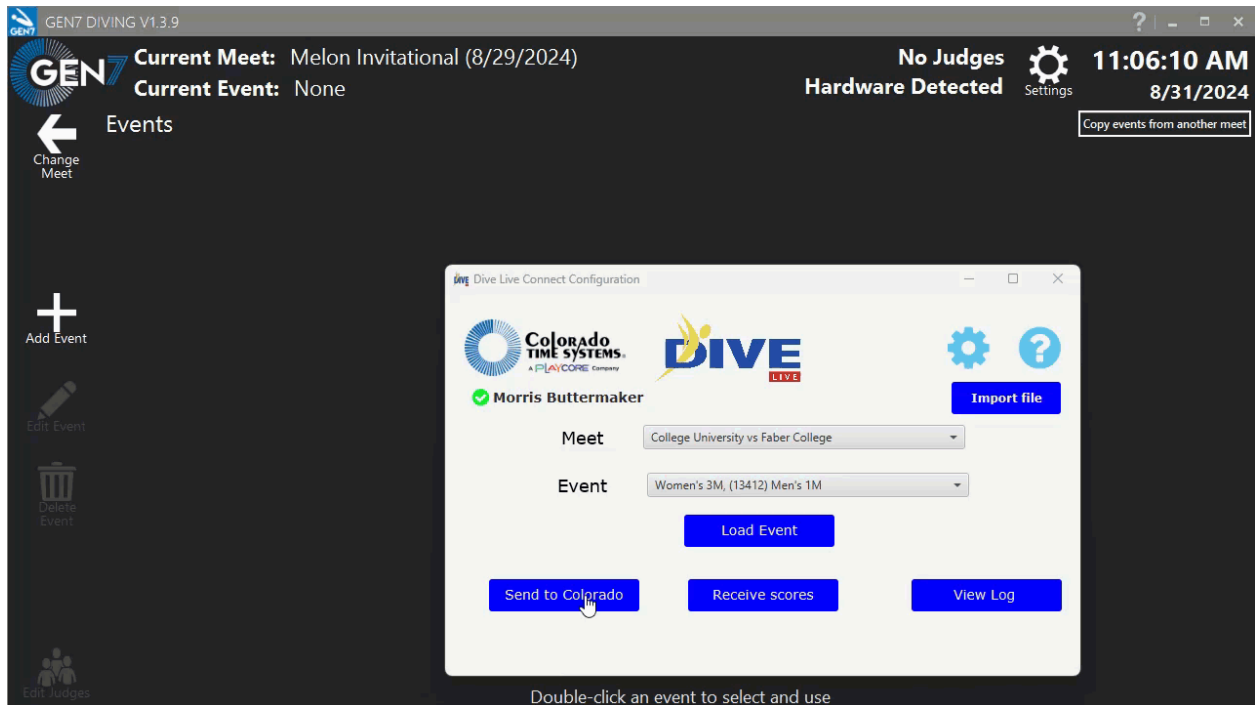 GEN7 DIVING V1.3.9
GEN7
Current Meet: Melon Invitational (8/29/2024)
Current Event: None
No Judges
Hardware Detected
Settings
11:06:10 AM
8/31/2024
Change
Meet
Events
Copy events from another meet
Add Event
Edit Event
Delete
Event
Edit Judges
Dive Live Connect Configuration
COLORADO
TIME SYSTEMS.
A PLAYCORE Company
DIVE
LIVE
Morris Buttermaker
Import file
Meet
College University vs Faber College
Event
Women's 3M, (13412) Men's 1M
Load Event
Send to Colorado
Receive scores
View Log
Double-click an event to select and use